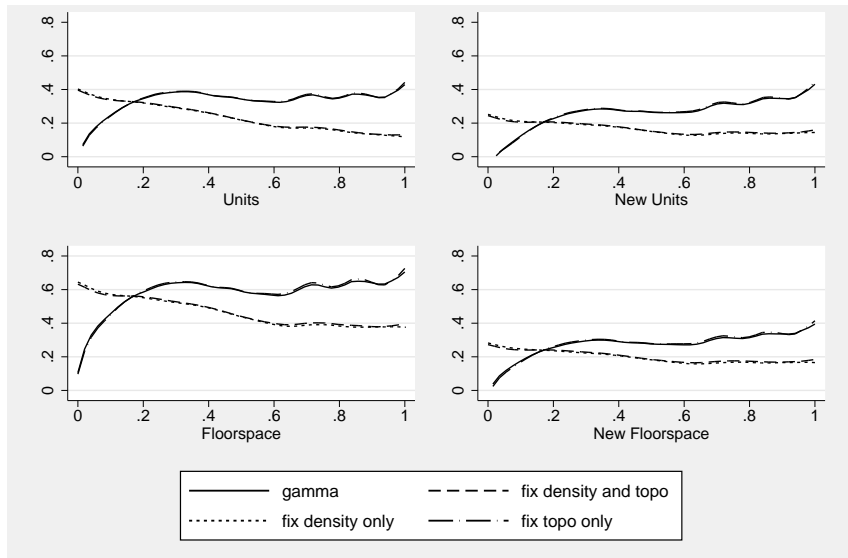 .8
.6
.4
.2
0
0 .2 .4 .6 .8 1
Units
.8
.6
.4
.2
0
0 .2 .4 .6 .8 1
New Units
.8
.6
.4
.2
0
0 .2 .4 .6 .8 1
Floorspace
.8
.6
.4
.2
0
0 .2 .4 .6 .8 1
New Floorspace
gamma
fix density and topo
fix density only
fix topo only